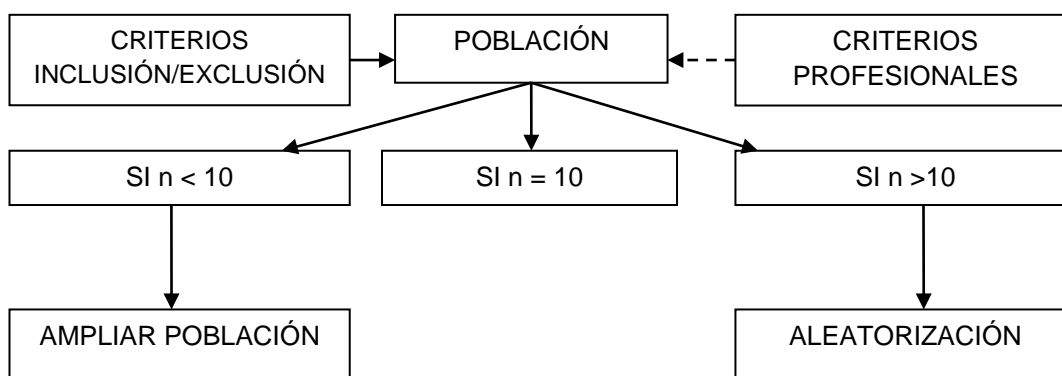 CRITERIOS
INCLUSIÓN/EXCLUSIÓN
POBLACIÓN
CRITERIOS
PROFESIONALES
SI n < 10
SI n = 10
SI n >10
AMPLIAR POBLACIÓN
ALEATORIZACIÓN